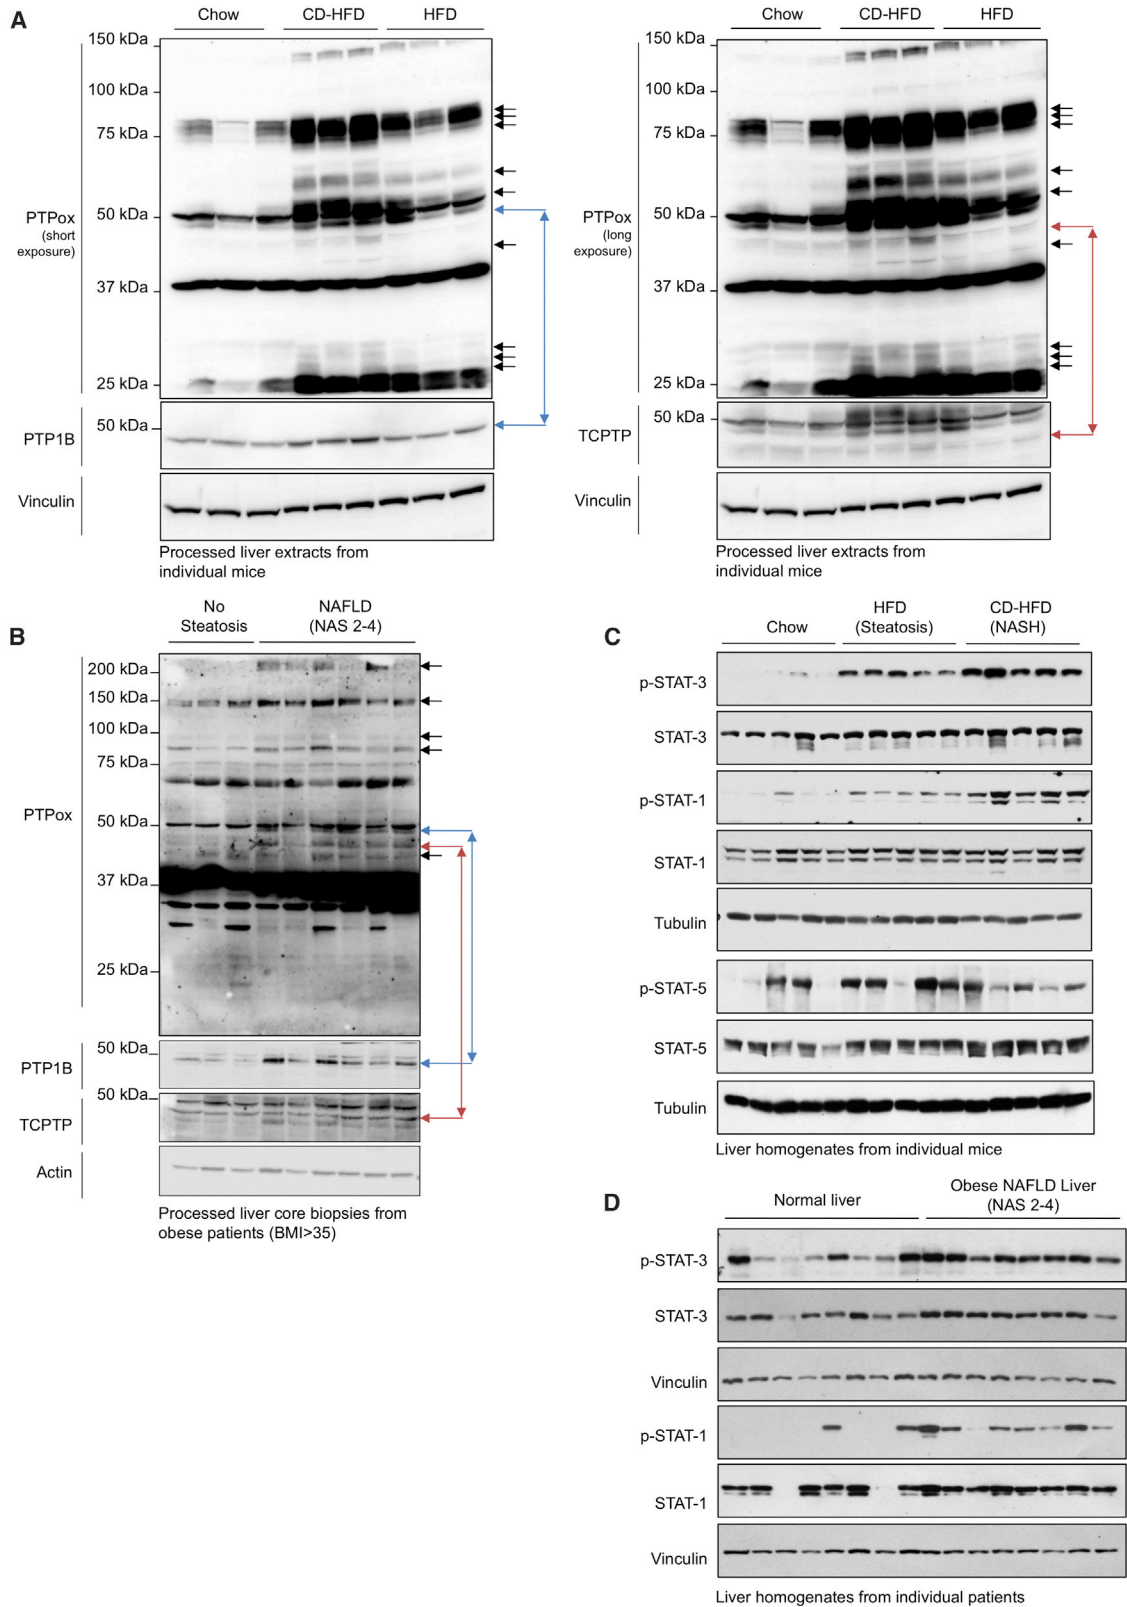 A
Chow CD-HFD HFD
150 kDa
100 kDa
75 kDa
PTPox
(short
exposure)
50 kDa
37 kDa
25 kDa
PTP1B
50 kDa
Vinculin
Processed liver extracts from
individual mice
Chow CD-HFD HFD
150 kDa
100 kDa
75 kDa
PTPox
(long
exposure)
50 kDa
37 kDa
25 kDa
TCPTP
50 kDa
Vinculin
Processed liver extracts from
individual mice
B
No
Steatosis
NAFLD
(NAS 2-4)
200 kDa
150 kDa
100 kDa
75 kDa
PTPox
50 kDa
37 kDa
25 kDa
50 kDa
PTP1B
50 kDa
TCPTP
Actin
Processed liver core biopsies from
obese patients (BMI>35)
C
Chow
HFD
(Steatosis)
CD-HFD
(NASH)
p-STAT-3
STAT-3
p-STAT-1
STAT-1
Tubulin
p-STAT-5
STAT-5
Tubulin
Liver homogenates from individual mice
D
Normal liver
Obese NAFLD Liver
(NAS 2-4)
p-STAT-3
STAT-3
Vinculin
p-STAT-1
STAT-1
Vinculin
Liver homogenates from individual patients